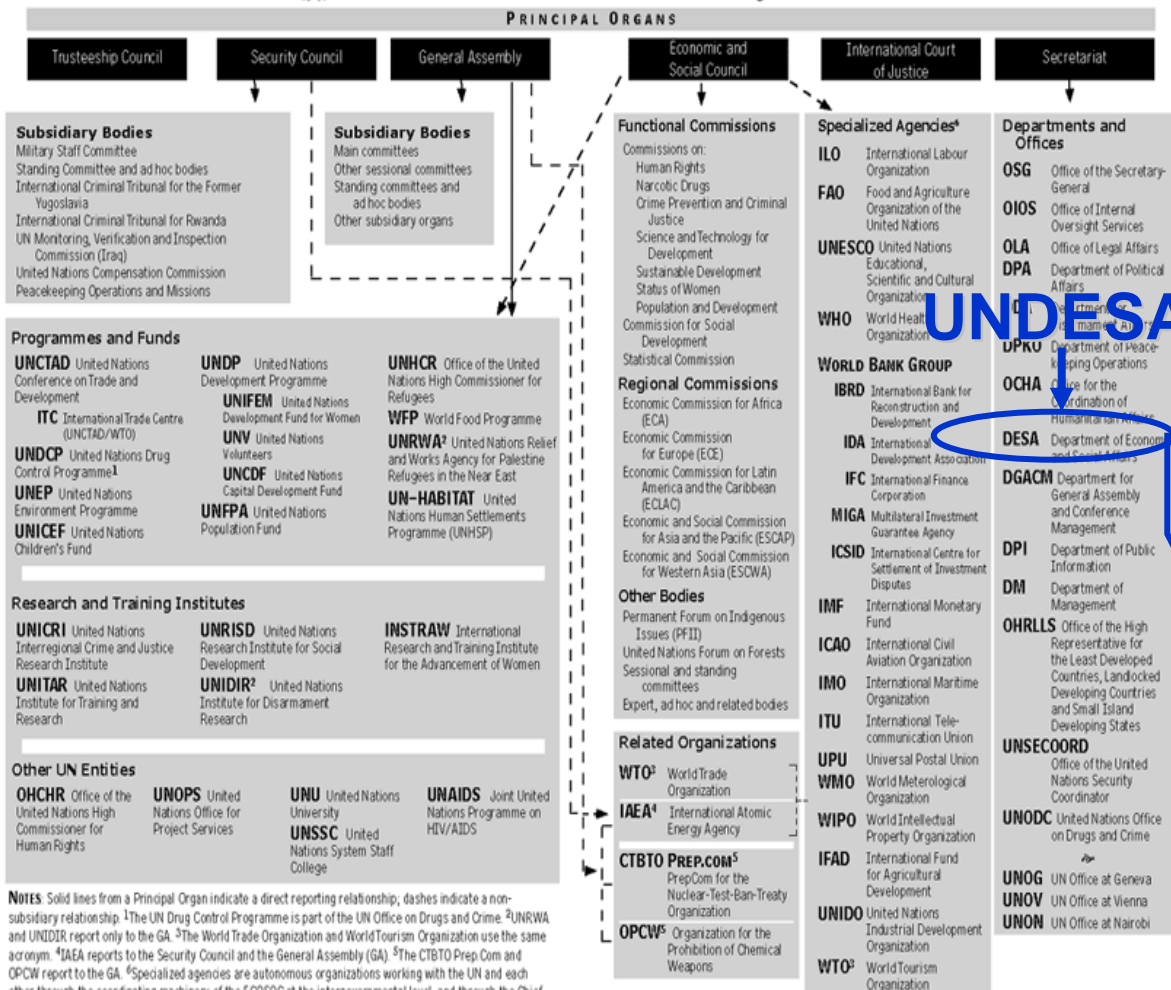 PRINCIPAL ORGANS
Trusteeship Council
Security Council
General Assembly
Economic and
Social Council
International Court
of Justice
Secretariat
Subsidiary Bodies
Military Staff Committee
Standing Committee and ad hoc bodies
International Criminal Tribunal for the Former
Yugoslavia
International Criminal Tribunal for Rwanda
UN Monitoring, Verification and Inspection
Commission (Iraq)
United Nations Compensation Commission
Peacekeeping Operations and Missions
Subsidiary Bodies
Main committees
Other sessional committees
Standing committees and
ad hoc bodies
Other subsidiary organs
Programmes and Funds
UNCTAD United Nations
Conference on Trade and
Development
ITC International Trade Centre
(UNCTAD/WTO)
UNDCP United Nations Drug
Control Programme1
UNEP United Nations
Environment Programme
UNICEF United Nations
Children's Fund
UNDP United Nations
Development Programme
UNIFEM United Nations
Development Fund for Women
UNV United Nations
Volunteers
UNCDF United Nations
Capital Development Fund
UNFPA United Nations
Population Fund
UNHCR Office of the United
Nations High Commissioner for
Refugees
WFP World Food Programme
UNRWA2 United Nations Relief
and Works Agency for Palestine
Refugees in the Near East
UN-HABITAT United
Nations Human Settlements
Programme (UNHSP)
Research and Training Institutes
UNICRI United Nations
Interregional Crime and Justice
Research Institute
UNITAR United Nations
Institute for Training and
Research
UNRISD United Nations
Research Institute for Social
Development
UNIDIR2 United Nations
Institute for Disarmament
Research
INSTRAW International
Research and Training Institute
for the Advancement of Women
Other UN Entities
OHCHR Office of the
United Nations High
Commissioner for
Human Rights
UNOPS United
Nations Office for
Project Services
UNU United Nations
University
UNSSC United
Nations System Staff
College
UNAIDS Joint United
Nations Programme on
HIV/AIDS
Functional Commissions
Commissions on:
Human Rights
Narcotic Drugs
Crime Prevention and Criminal
Justice
Science and Technology for
Development
Sustainable Development
Status of Women
Population and Development
Commission for Social
Development
Statistical Commission
Regional Commissions
Economic Commission for Africa
(ECA)
Economic Commission
for Europe (ECE)
Economic Commission for Latin
America and the Caribbean
(ECLAC)
Economic and Social Commission
for Asia and the Pacific (ESCAP)
Economic and Social Commission
for Western Asia (ESCWA)
Other Bodies
Permanent Forum on Indigenous
Issues (PFII)
United Nations Forum on Forests
Sessional and standing
committees
Expert, ad hoc and related bodies
Related Organizations
WTO3 World Trade
Organization
IAEA4 International Atomic
Energy Agency
CTBTO PREP.COM5
PrepCom for the
Nuclear-Test-Ban-Treaty
Organization
OPCW5 Organization for the
Prohibition of Chemical
Weapons
Specialized Agencies6
ILO International Labour
Organization
FAO Food and Agriculture
Organization of the
United Nations
UNESCO United Nations
Educational,
Scientific and Cultural
Organization
WHO World Health
Organization
WORLD BANK GROUP
IBRD International Bank for
Reconstruction and
Development
IDA International
Development Association
IFC International Finance
Corporation
MIGA Multilateral Investment
Guarantee Agency
ICSID International Centre for
Settlement of Investment
Disputes
IMF International Monetary
Fund
ICAO International Civil
Aviation Organization
IMO International Maritime
Organization
ITU International Tele-
communication Union
UPU Universal Postal Union
WMO World Meterological
Organization
WIPO World Intellectual
Property Organization
IFAD International Fund
for Agricultural
Development
UNIDO United Nations
Industrial Development
Organization
WTO3 World Tourism
Organization
Departments and
Offices
OSG Office of the Secretary-
General
OIOS Office of Internal
Oversight Services
OLA Office of Legal Affairs
DPA Department of Political
Affairs
UNDESA
DPKO Department of Peace-
keeping Operations
OCHA Office for the
Coordination of
Humanitarian Affairs
DESA Department of Econom
and Social Affairs
DGACM Department for
General Assembly
and Conference
Management
DPI Department of Public
Information
DM Department of
Management
OHRLLS Office of the High
Representative for
the Least Developed
Countries, Landlocked
Developing Countries
and Small Island
Developing States
UNSECOORD
Office of the United
Nations Security
Coordinator
UNODC United Nations Office
on Drugs and Crime
UNOG UN Office at Geneva
UNOV UN Office at Vienna
UNON UN Office at Nairobi
NOTES: Solid lines from a Principal Organ indicate a direct reporting relationship; dashes indicate a non-
subsidiary relationship. 1The UN Drug Control Programme is part of the UN Office on Drugs and Crime. 2UNRWA
and UNIDIR report only to the GA. 3The World Trade Organization and World Tourism Organization use the same
acronym. 4IAEA reports to the Security Council and the General Assembly (GA). 5The CTBTO Prep.Com and
OPCW report to the GA. 6Specialized agencies are autonomous organizations working with the UN and each